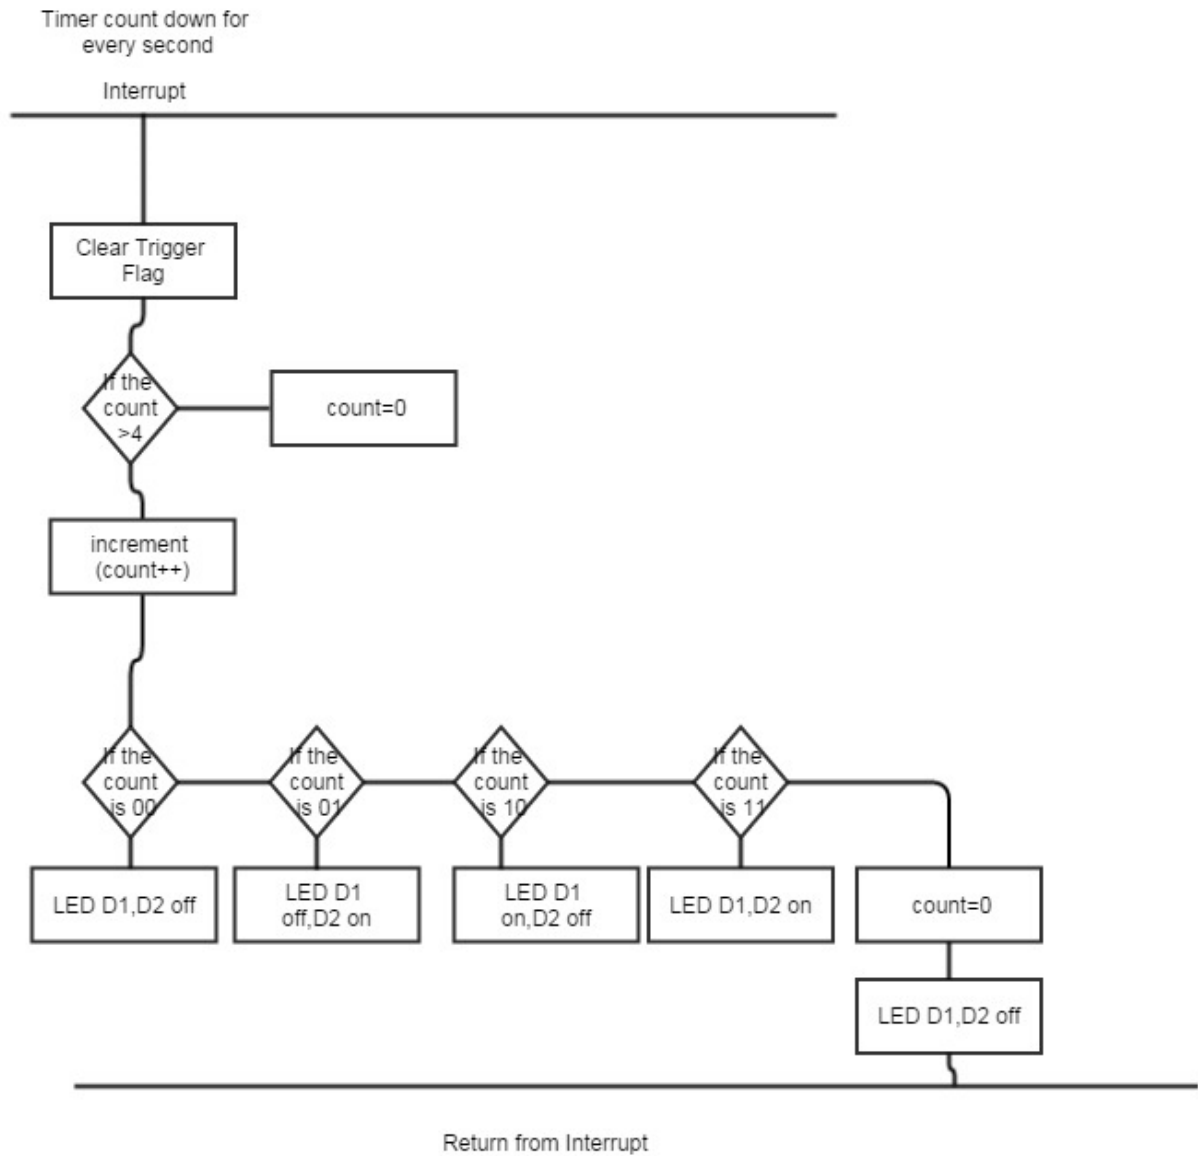 Timer count down for
every second
Interrupt
Clear Trigger
Flag
If the
count
>4
count=0
increment
(count++)
If the
count
is 00
If the
count
is 01
If the
count
is 10
If the
count
is 11
LED D1,D2 off
LED D1
off,D2 on
LED D1
on,D2 off
LED D1,D2 on
count=0
LED D1,D2 off
Return from Interrupt